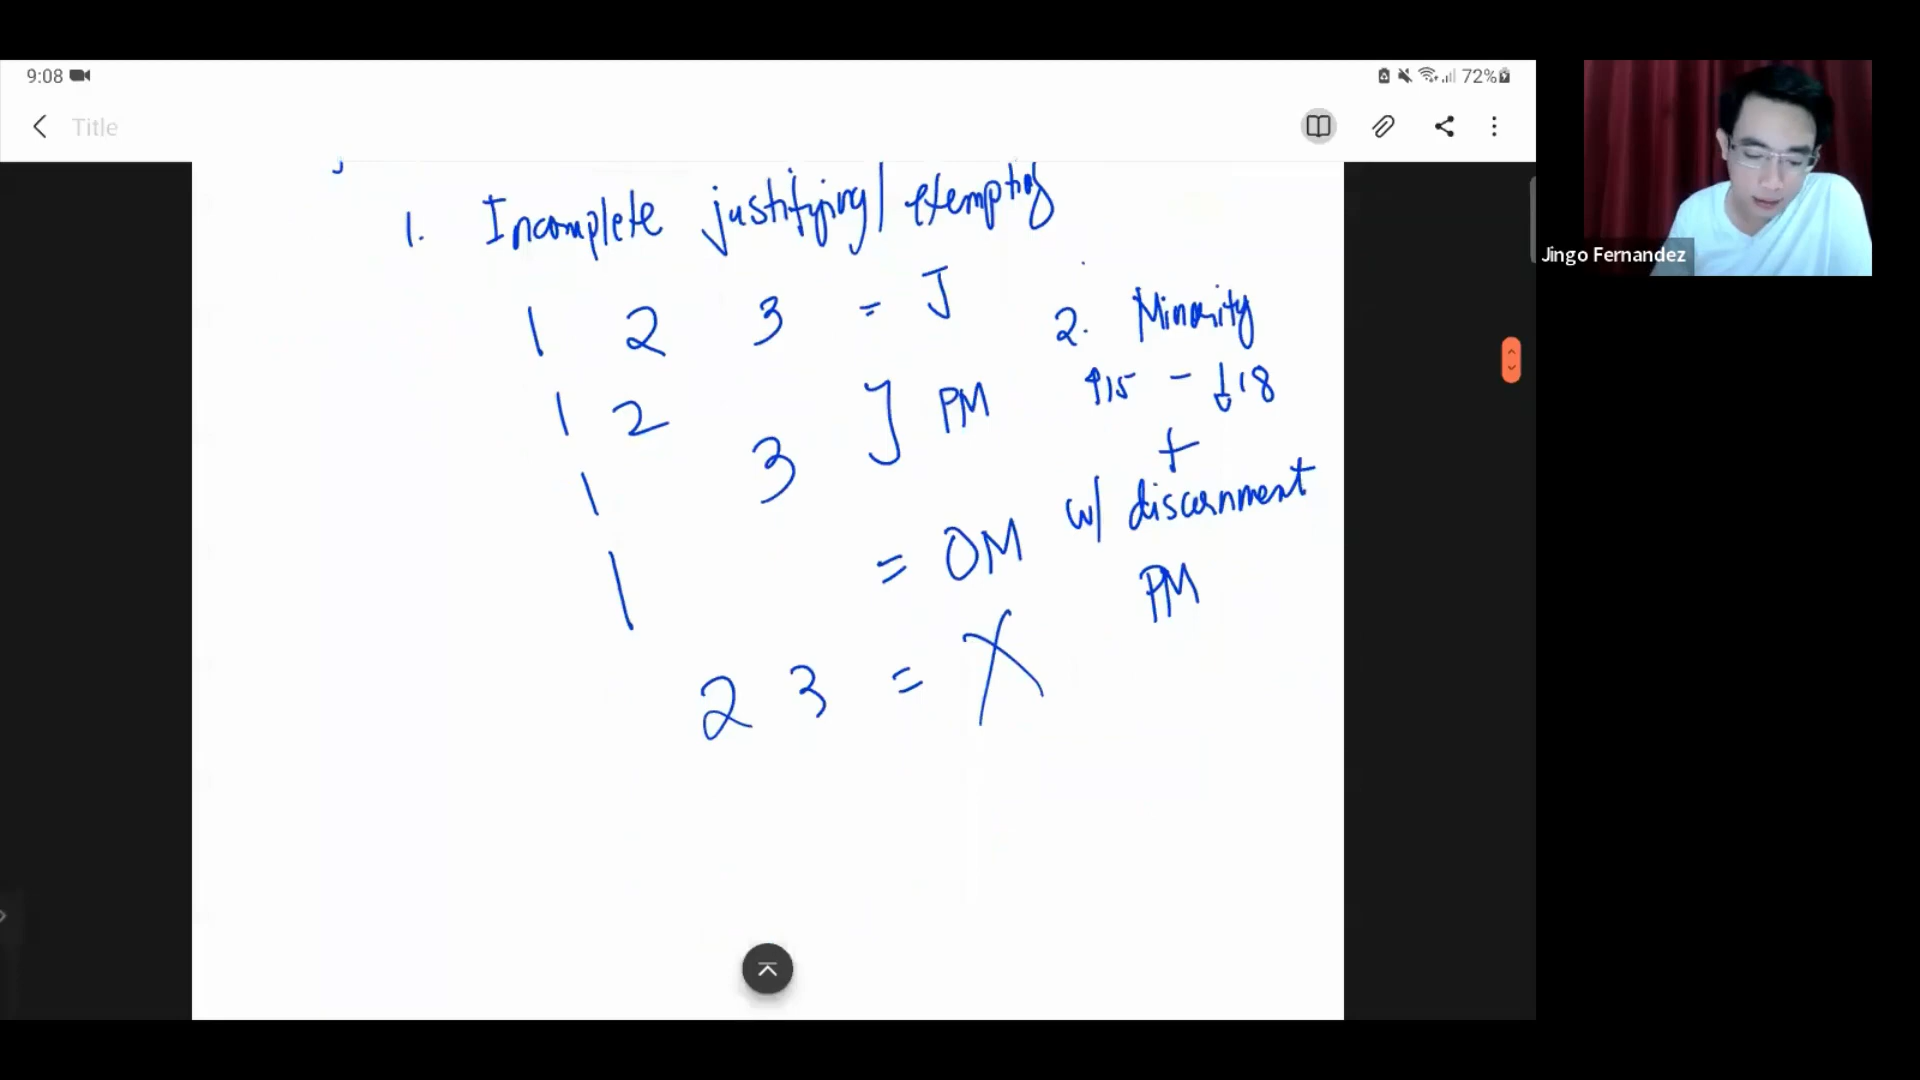 9:08
72%
Title
1. Incomplete justifying/exempting
1 2 3 = J
1 2
1 3 } PM
1 = OM
2 3 = X
2. Minority
↑15 - ↓18
+
w/ discernment
PM
Jingo Fernandez